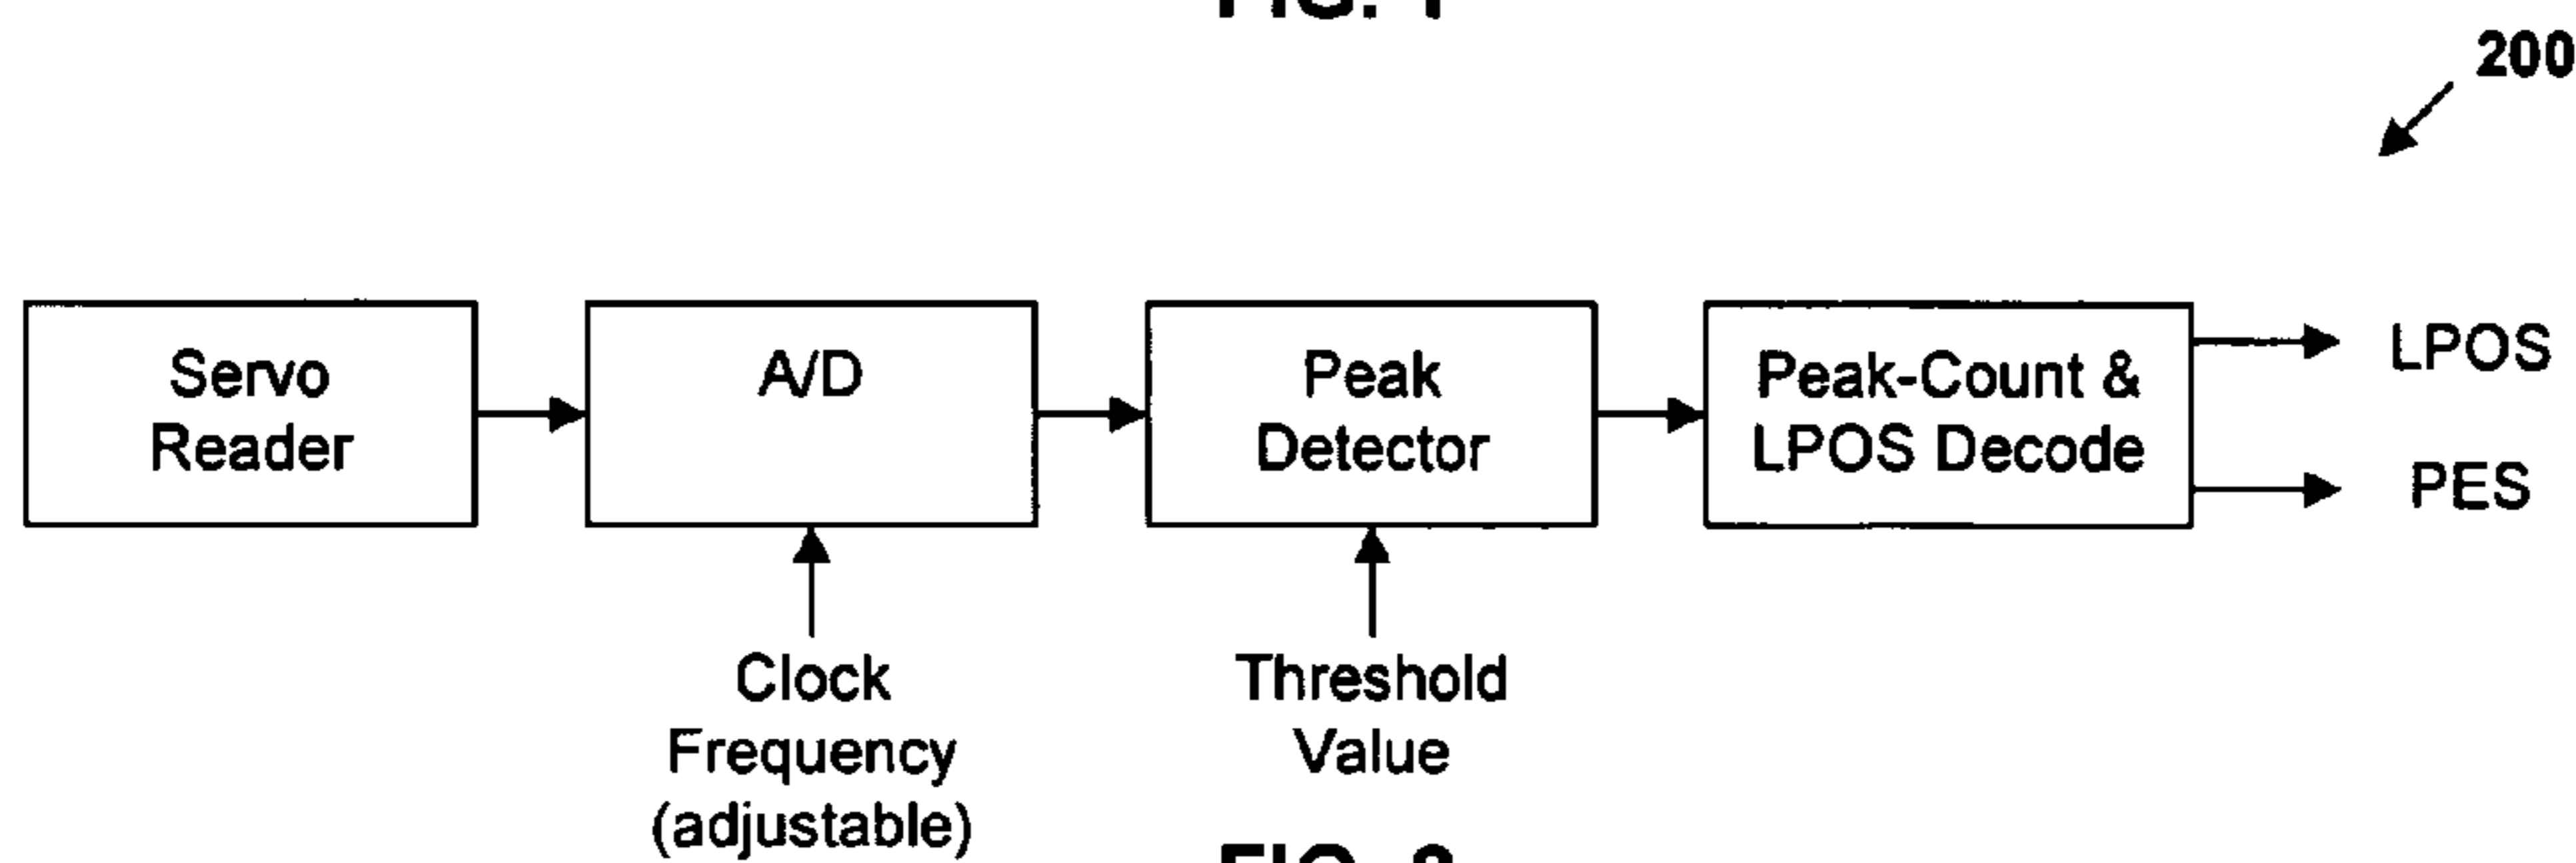 200
Servo
Reader
A/D
Peak
Detector
Peak-Count &
LPOS Decode
LPOS
PES
Clock
Frequency
(adjustable)
Threshold
Value